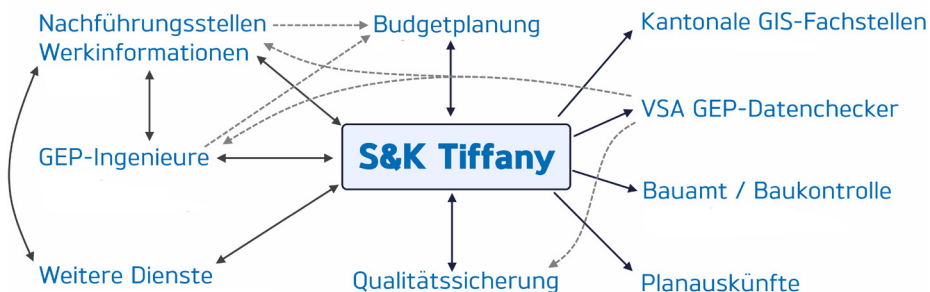 Nachführungsstellen
Werkinformationen
Budgetplanung
Kantonale GIS-Fachstellen
VSA GEP-Datenchecker
GEP-Ingenieure
S&K Tiffany
Bauamt / Baukontrolle
Weitere Dienste
Qualitätssicherung
Planauskünfte